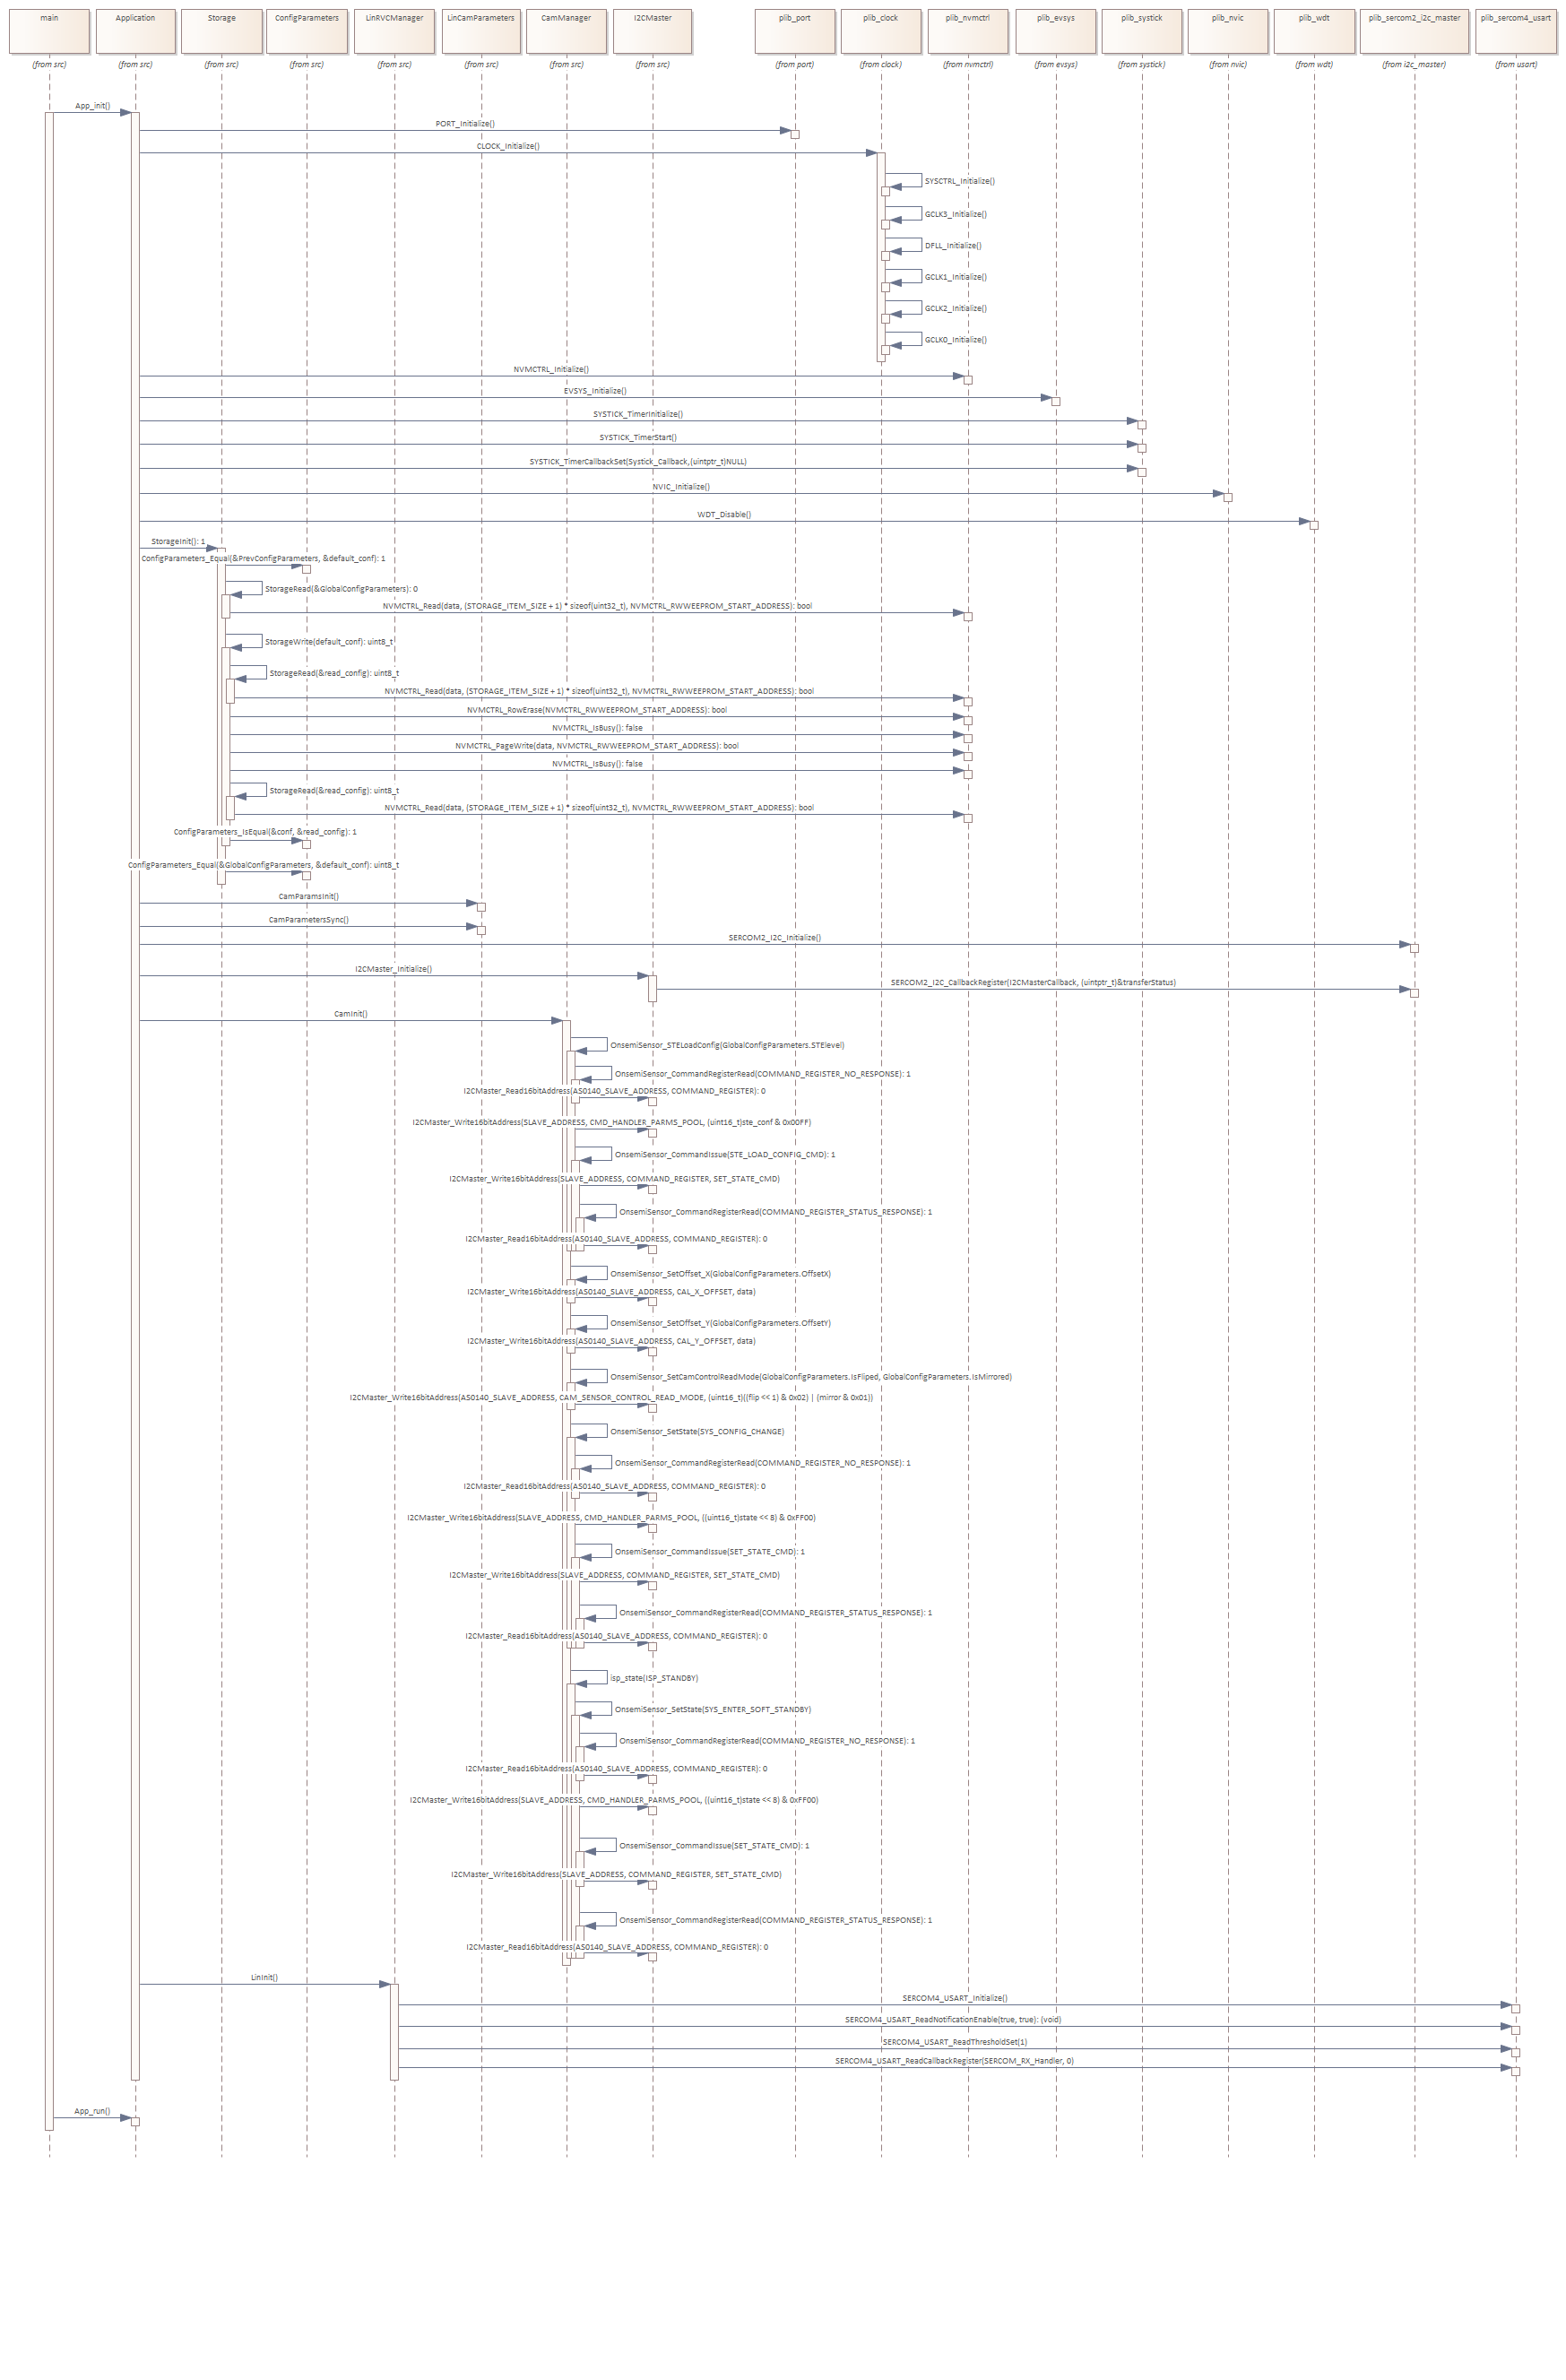 main
Application
Storage
ConfigParameters
LinRVCManager
LinCamParameters
CamManager
I2CMaster
plib_port
plib_clock
plib_nvmctrl
plib_evsys
plib_systick
plib_nvic
plib_wdt
plib_sercom2_i2c_master
plib_sercom4_usart
(from src)
(from src)
(from src)
(from src)
(from src)
(from src)
(from src)
(from src)
(from port)
(from clock)
(from nvmctrl)
(from evsys)
(from systick)
(from nvic)
(from wdt)
(from i2c_master)
(from usart)
App_init()
PORT_Initialize()
CLOCK_Initialize()
SYSCTRL_Initialize()
GCLK3_Initialize()
DFLL_Initialize()
GCLK1_Initialize()
GCLK2_Initialize()
GCLK0_Initialize()
NVMCTRL_Initialize()
EVSYS_Initialize()
SYSTICK_TimerInitialize()
SYSTICK_TimerStart()
SYSTICK_TimerCallbackSet(Systick_Callback,(uintptr_t)NULL)
NVIC_Initialize()
WDT_Disable()
StorageInit(): 1
ConfigParameters_Equal(&PrevConfigParameters, &default_conf): 1
StorageRead(&GlobalConfigParameters): 0
NVMCTRL_Read(data, (STORAGE_ITEM_SIZE + 1) * sizeof(uint32_t), NVMCTRL_RWWEEPROM_START_ADDRESS): bool
StorageWrite(default_conf): uint8_t
StorageRead(&read_config): uint8_t
NVMCTRL_Read(data, (STORAGE_ITEM_SIZE + 1) * sizeof(uint32_t), NVMCTRL_RWWEEPROM_START_ADDRESS): bool
NVMCTRL_RowErase(NVMCTRL_RWWEEPROM_START_ADDRESS): bool
NVMCTRL_IsBusy(): false
NVMCTRL_PageWrite(data, NVMCTRL_RWWEEPROM_START_ADDRESS): bool
NVMCTRL_IsBusy(): false
StorageRead(&read_config): uint8_t
NVMCTRL_Read(data, (STORAGE_ITEM_SIZE + 1) * sizeof(uint32_t), NVMCTRL_RWWEEPROM_START_ADDRESS): bool
ConfigParameters_IsEqual(&conf, &read_config): 1
ConfigParameters_Equal(&GlobalConfigParameters, &default_conf): uint8_t
CamParamsInit()
CamParametersSync()
SERCOM2_I2C_Initialize()
I2CMaster_Initialize()
SERCOM2_I2C_CallbackRegister(I2CMasterCallback, (uintptr_t)&transferStatus)
CamInit()
OnsemiSensor_STELoadConfig(GlobalConfigParameters.STElevel)
OnsemiSensor_CommandRegisterRead(COMMAND_REGISTER_NO_RESPONSE): 1
I2CMaster_Read16bitAddress(AS0140_SLAVE_ADDRESS, COMMAND_REGISTER): 0
I2CMaster_Write16bitAddress(SLAVE_ADDRESS, CMD_HANDLER_PARMS_POOL, (uint16_t)ste_conf & 0x00FF)
OnsemiSensor_CommandIssue(STE_LOAD_CONFIG_CMD): 1
I2CMaster_Write16bitAddress(SLAVE_ADDRESS, COMMAND_REGISTER, SET_STATE_CMD)
OnsemiSensor_CommandRegisterRead(COMMAND_REGISTER_STATUS_RESPONSE): 1
I2CMaster_Read16bitAddress(AS0140_SLAVE_ADDRESS, COMMAND_REGISTER): 0
OnsemiSensor_SetOffset_X(GlobalConfigParameters.OffsetX)
I2CMaster_Write16bitAddress(AS0140_SLAVE_ADDRESS, CAL_X_OFFSET, data)
OnsemiSensor_SetOffset_Y(GlobalConfigParameters.OffsetY)
I2CMaster_Write16bitAddress(AS0140_SLAVE_ADDRESS, CAL_Y_OFFSET, data)
OnsemiSensor_SetCamControlReadMode(GlobalConfigParameters.IsFliped, GlobalConfigParameters.IsMirrored)
I2CMaster_Write16bitAddress(AS0140_SLAVE_ADDRESS, CAM_SENSOR_CONTROL_READ_MODE, (uint16_t)((flip << 1) & 0x02) | (mirror & 0x01))
OnsemiSensor_SetState(SYS_CONFIG_CHANGE)
OnsemiSensor_CommandRegisterRead(COMMAND_REGISTER_NO_RESPONSE): 1
I2CMaster_Read16bitAddress(AS0140_SLAVE_ADDRESS, COMMAND_REGISTER): 0
I2CMaster_Write16bitAddress(SLAVE_ADDRESS, CMD_HANDLER_PARMS_POOL, ((uint16_t)state << 8) & 0xFF00)
OnsemiSensor_CommandIssue(SET_STATE_CMD): 1
I2CMaster_Write16bitAddress(SLAVE_ADDRESS, COMMAND_REGISTER, SET_STATE_CMD)
OnsemiSensor_CommandRegisterRead(COMMAND_REGISTER_STATUS_RESPONSE): 1
I2CMaster_Read16bitAddress(AS0140_SLAVE_ADDRESS, COMMAND_REGISTER): 0
isp_state(ISP_STANDBY)
OnsemiSensor_SetState(SYS_ENTER_SOFT_STANDBY)
OnsemiSensor_CommandRegisterRead(COMMAND_REGISTER_NO_RESPONSE): 1
I2CMaster_Read16bitAddress(AS0140_SLAVE_ADDRESS, COMMAND_REGISTER): 0
I2CMaster_Write16bitAddress(SLAVE_ADDRESS, CMD_HANDLER_PARMS_POOL, ((uint16_t)state << 8) & 0xFF00)
OnsemiSensor_CommandIssue(SET_STATE_CMD): 1
I2CMaster_Write16bitAddress(SLAVE_ADDRESS, COMMAND_REGISTER, SET_STATE_CMD)
OnsemiSensor_CommandRegisterRead(COMMAND_REGISTER_STATUS_RESPONSE): 1
I2CMaster_Read16bitAddress(AS0140_SLAVE_ADDRESS, COMMAND_REGISTER): 0
LinInit()
SERCOM4_USART_Initialize()
SERCOM4_USART_ReadNotificationEnable(true, true): (void)
SERCOM4_USART_ReadThresholdSet(1)
SERCOM4_USART_ReadCallbackRegister(SERCOM_RX_Handler, 0)
App_run()